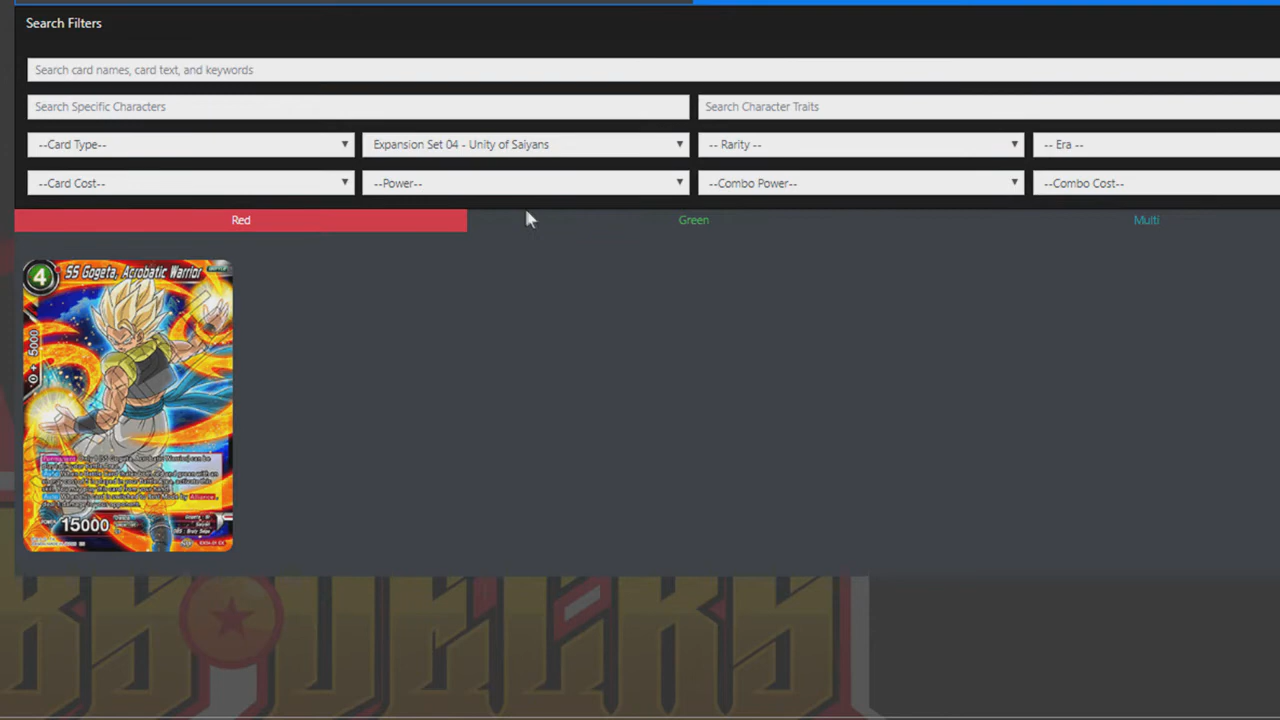 Search Filters
Search card names, card text, and keywords
Search Specific Characters
Search Character Traits
--Card Type--
Expansion Set 04 - Unity of Saiyans
-- Rarity --
-- Era --
--Card Cost--
--Power--
--Combo Power--
--Combo Cost--
Red
Green
Multi
4
SS Gogeta, Acrobatic Warrior
+ 5000
POWER 15000